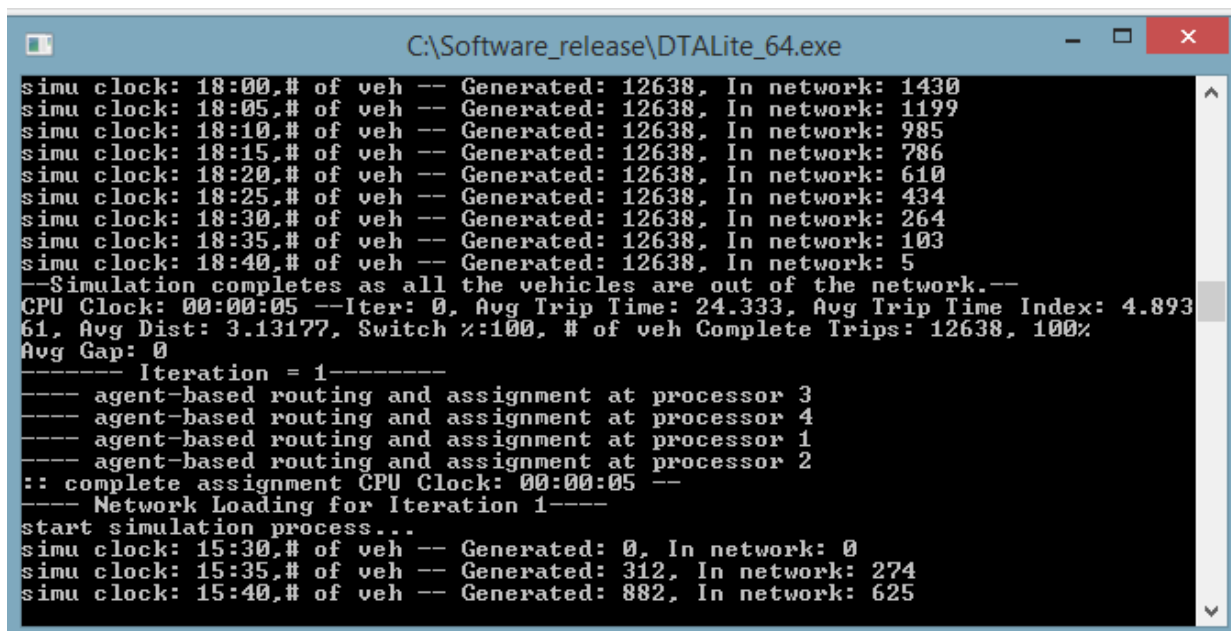 C:\Software_release\DTALite_64.exe
simu clock: 18:00,# of veh -- Generated: 12638, In network: 1430
simu clock: 18:05,# of veh -- Generated: 12638, In network: 1199
simu clock: 18:10,# of veh -- Generated: 12638, In network: 985
simu clock: 18:15,# of veh -- Generated: 12638, In network: 786
simu clock: 18:20,# of veh -- Generated: 12638, In network: 610
simu clock: 18:25,# of veh -- Generated: 12638, In network: 434
simu clock: 18:30,# of veh -- Generated: 12638, In network: 264
simu clock: 18:35,# of veh -- Generated: 12638, In network: 103
simu clock: 18:40,# of veh -- Generated: 12638, In network: 5
--Simulation completes as all the vehicles are out of the network.--
CPU Clock: 00:00:05 --Iter: 0, Avg Trip Time: 24.333, Avg Trip Time Index: 4.893
61, Avg Dist: 3.13177, Switch %:100, # of veh Complete Trips: 12638, 100%
Avg Gap: 0
------- Iteration = 1--------
---- agent-based routing and assignment at processor 3
---- agent-based routing and assignment at processor 4
---- agent-based routing and assignment at processor 1
---- agent-based routing and assignment at processor 2
:: complete assignment CPU Clock: 00:00:05 --
---- Network Loading for Iteration 1----
start simulation process...
simu clock: 15:30,# of veh -- Generated: 0, In network: 0
simu clock: 15:35,# of veh -- Generated: 312, In network: 274
simu clock: 15:40,# of veh -- Generated: 882, In network: 625